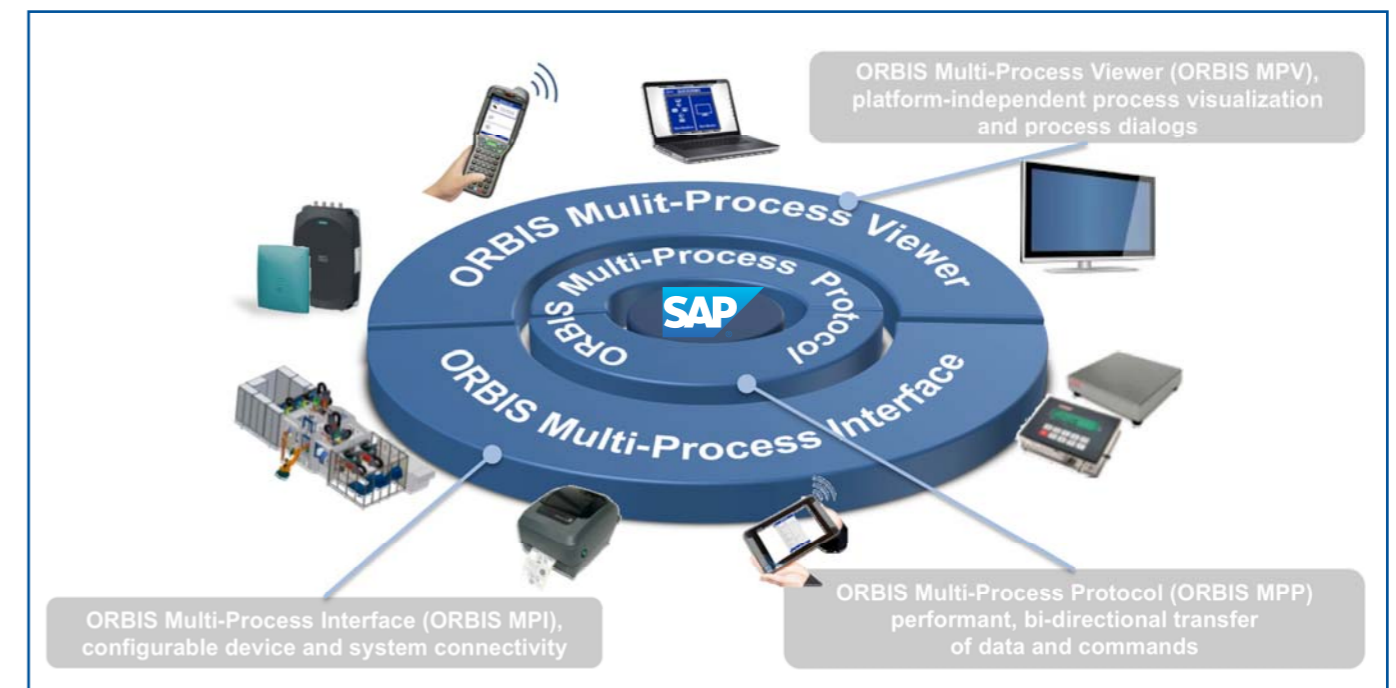 ORBIS Multi-Process Viewer (ORBIS MPV),
platform-independent process visualization
and process dialogs
ORBIS Mulit-Process Viewer
ORBIS Multi-Process Protocol
SAP
ORBIS Multi-Process Interface
ORBIS Multi-Process Protocol (ORBIS MPP)
performant, bi-directional transfer
of data and commands
ORBIS Multi-Process Interface (ORBIS MPI),
configurable device and system connectivity